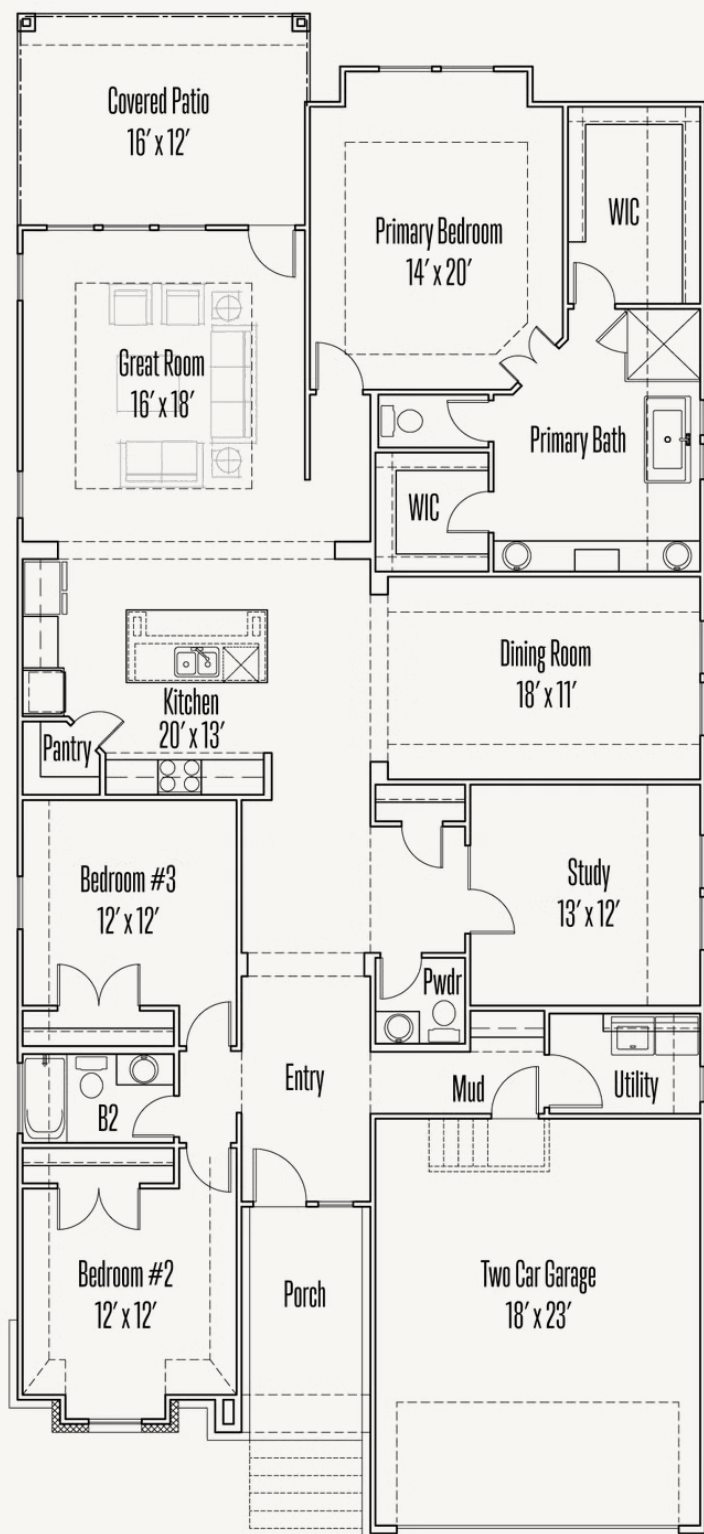 Covered Patio
16' x 12'
Primary Bedroom
14' x 20'
WIC
Great Room
16' x 18'
Primary Bath
WIC
Dining Room
18' x 11'
Kitchen
20' x 13'
Pantry
Bedroom #3
12' x 12'
Study
13' x 12'
Pwdr
Entry
Mud
Utility
B2
Bedroom #2
12' x 12'
Porch
Two Car Garage
18' x 23'